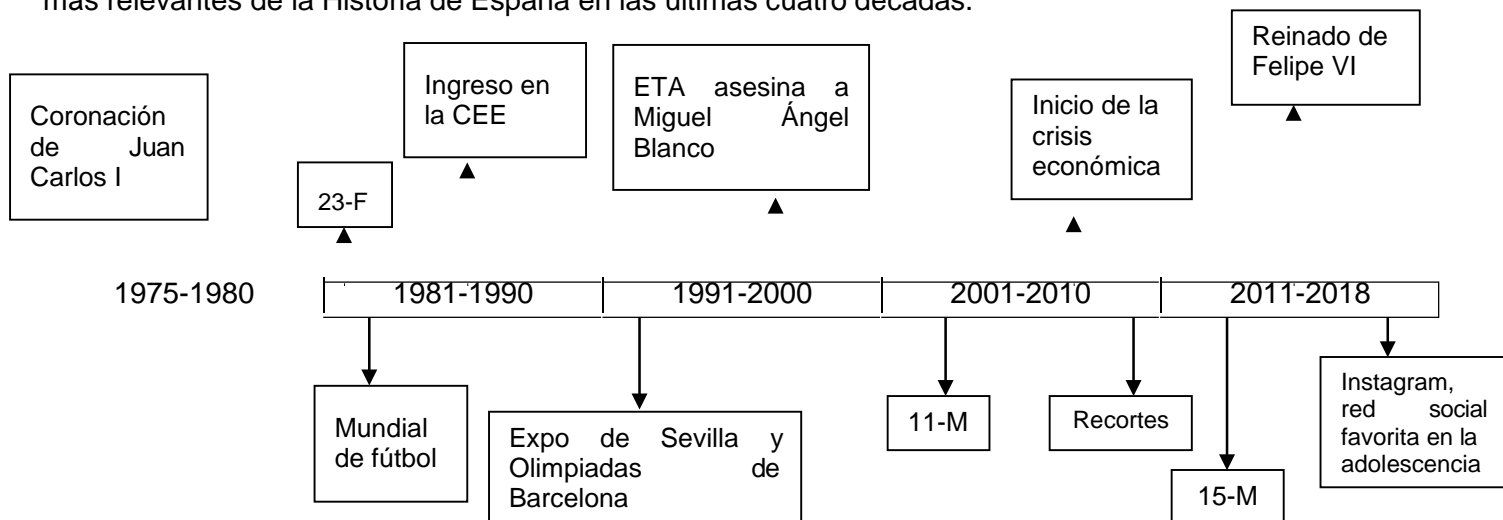 más relevantes de la Historia de España en las últimas cuatro décadas.
Coronación
de Juan
Carlos I
23-F
Ingreso en
la CEE
ETA asesina a
Miguel Ángel
Blanco
Inicio de la
crisis
económica
Reinado de
Felipe VI
1975-1980
1981-1990
1991-2000
2001-2010
2011-2018
Mundial
de fútbol
Expo de Sevilla y
Olimpiadas de
Barcelona
11-M
Recortes
15-M
Instagram,
red social
favorita en la
adolescencia